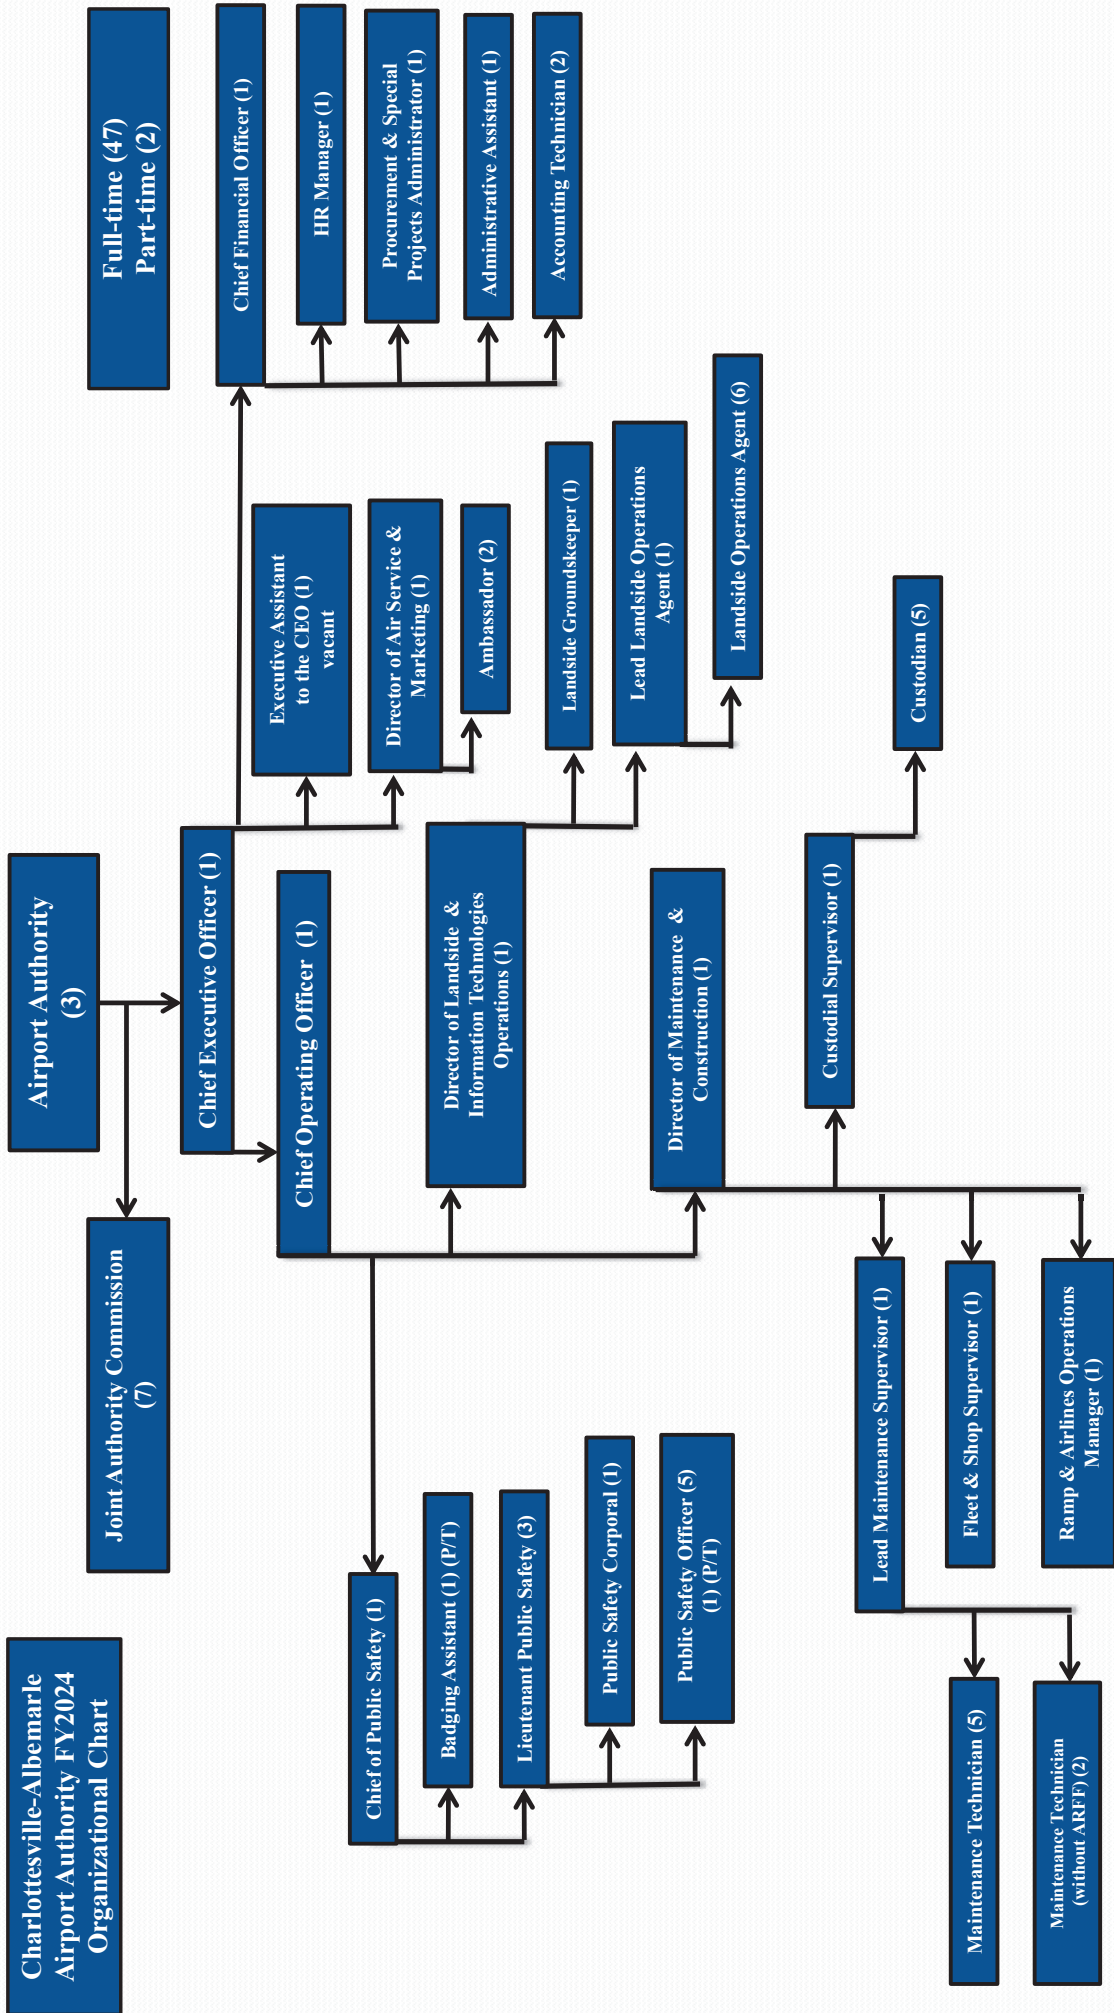 Charlottesville-Albemarle
Airport Authority FY2024
Organizational Chart
Airport Authority
(3)
Full-time (47)
Part-time (2)
Joint Authority Commission
(7)
Chief Executive Officer (1)
Chief Financial Officer (1)
HR Manager (1)
Procurement & Special
Projects Administrator (1)
Administrative Assistant (1)
Accounting Technician (2)
Executive Assistant
to the CEO (1)
vacant
Director of Air Service &
Marketing (1)
Ambassador (2)
Chief Operating Officer (1)
Chief of Public Safety (1)
Badging Assistant (1) (P/T)
Lieutenant Public Safety (3)
Public Safety Corporal (1)
Public Safety Officer (5)
(1) (P/T)
Director of Landside &
Information Technologies
Operations (1)
Landside Groundskeeper (1)
Lead Landside Operations
Agent (1)
Landside Operations Agent (6)
Director of Maintenance &
Construction (1)
Custodial Supervisor (1)
Custodian (5)
Lead Maintenance Supervisor (1)
Fleet & Shop Supervisor (1)
Ramp & Airlines Operations
Manager (1)
Maintenance Technician (5)
Maintenance Technician
(without ARFF) (2)